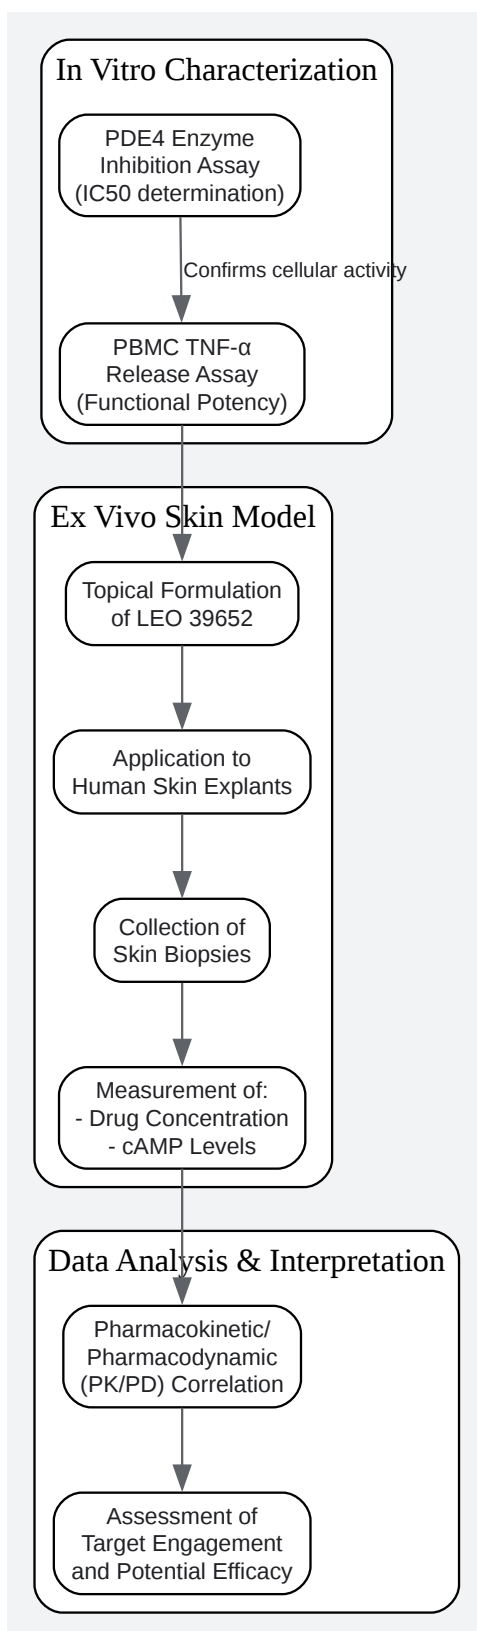 In Vitro Characterization
PDE4 Enzyme
Inhibition Assay
(IC50 determination)
Confirms cellular activity
PBMC TNF-α
Release Assay
(Functional Potency)
Ex Vivo Skin Model
Topical Formulation
of LEO 39652
Application to
Human Skin Explants
Collection of
Skin Biopsies
Measurement of:
- Drug Concentration
- cAMP Levels
Data Analysis & Interpretation
Pharmacokinetic/
Pharmacodynamic
(PK/PD) Correlation
Assessment of
Target Engagement
and Potential Efficacy